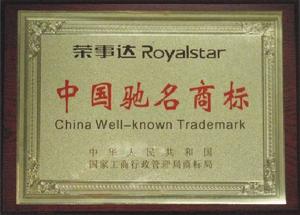 荣事达 Royalstar
中国驰名商标
China Well-known Trademark
中华人民共和国
国家工商行政管理局商标局